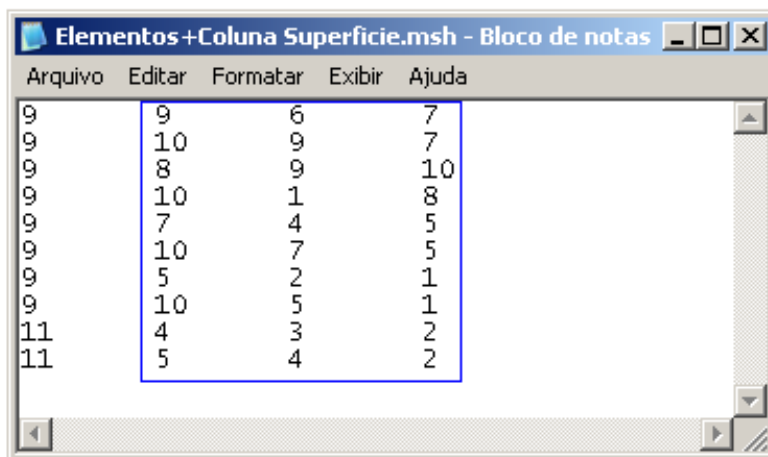 Elementos+Coluna Superficie.msh - Bloco de notas
Arquivo Editar Formatar Exibir Ajuda
9 9 6 7
9 10 9 7
9 8 9 10
9 10 1 8
9 7 4 5
9 10 7 5
9 5 2 1
9 10 5 1
11 4 3 2
11 5 4 2